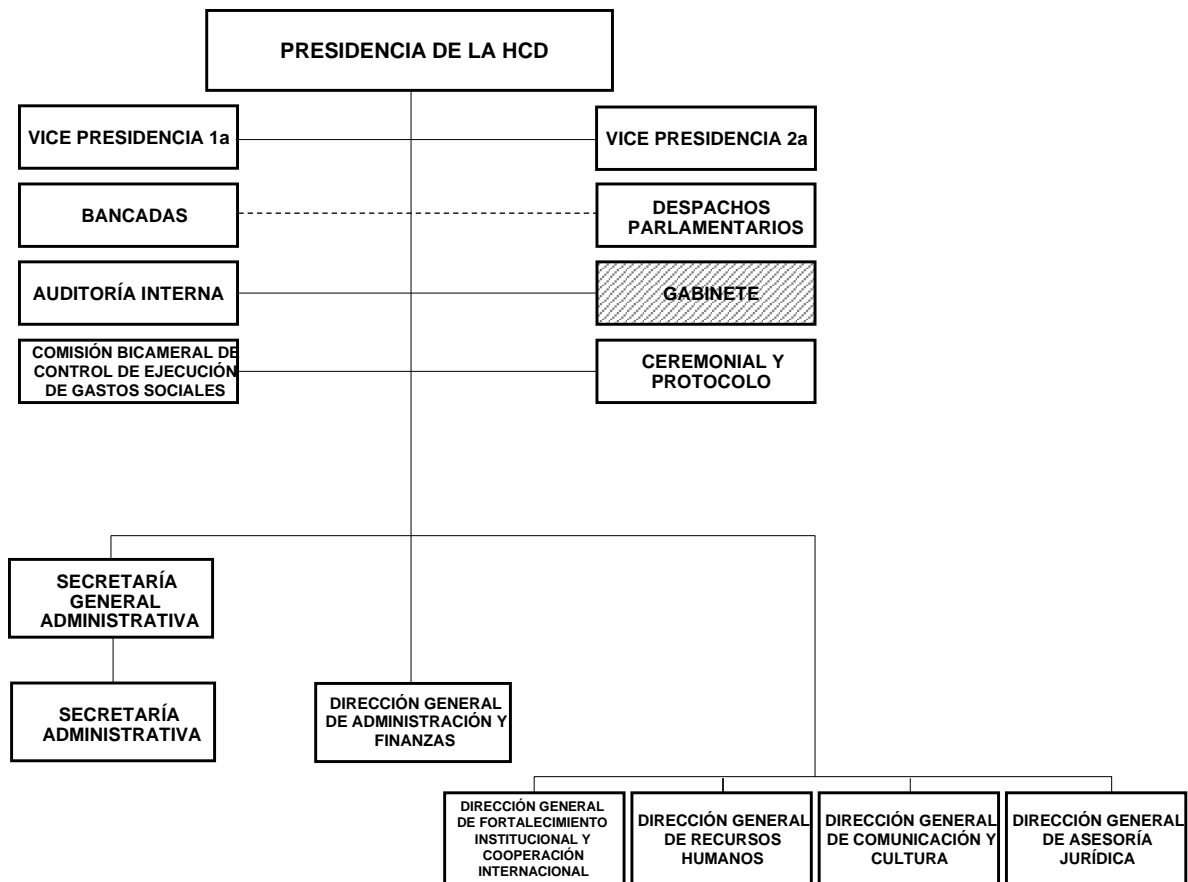 PRESIDENCIA DE LA HCD
VICE PRESIDENCIA 1a
VICE PRESIDENCIA 2a
BANCADAS
DESPACHOS
PARLAMENTARIOS
AUDITORÍA INTERNA
GABINETE
COMISIÓN BICAMERAL DE
CONTROL DE EJECUCIÓN
DE GASTOS SOCIALES
CEREMONIAL Y
PROTOCOLO
SECRETARÍA
GENERAL
ADMINISTRATIVA
SECRETARÍA
ADMINISTRATIVA
DIRECCIÓN GENERAL
DE ADMINISTRACIÓN Y
FINANZAS
DIRECCIÓN GENERAL
DE FORTALECIMIENTO
INSTITUCIONAL Y
COOPERACIÓN
INTERNACIONAL
DIRECCIÓN GENERAL
DE RECURSOS
HUMANOS
DIRECCIÓN GENERAL
DE COMUNICACIÓN Y
CULTURA
DIRECCIÓN GENERAL
DE ASESORÍA
JURÍDICA